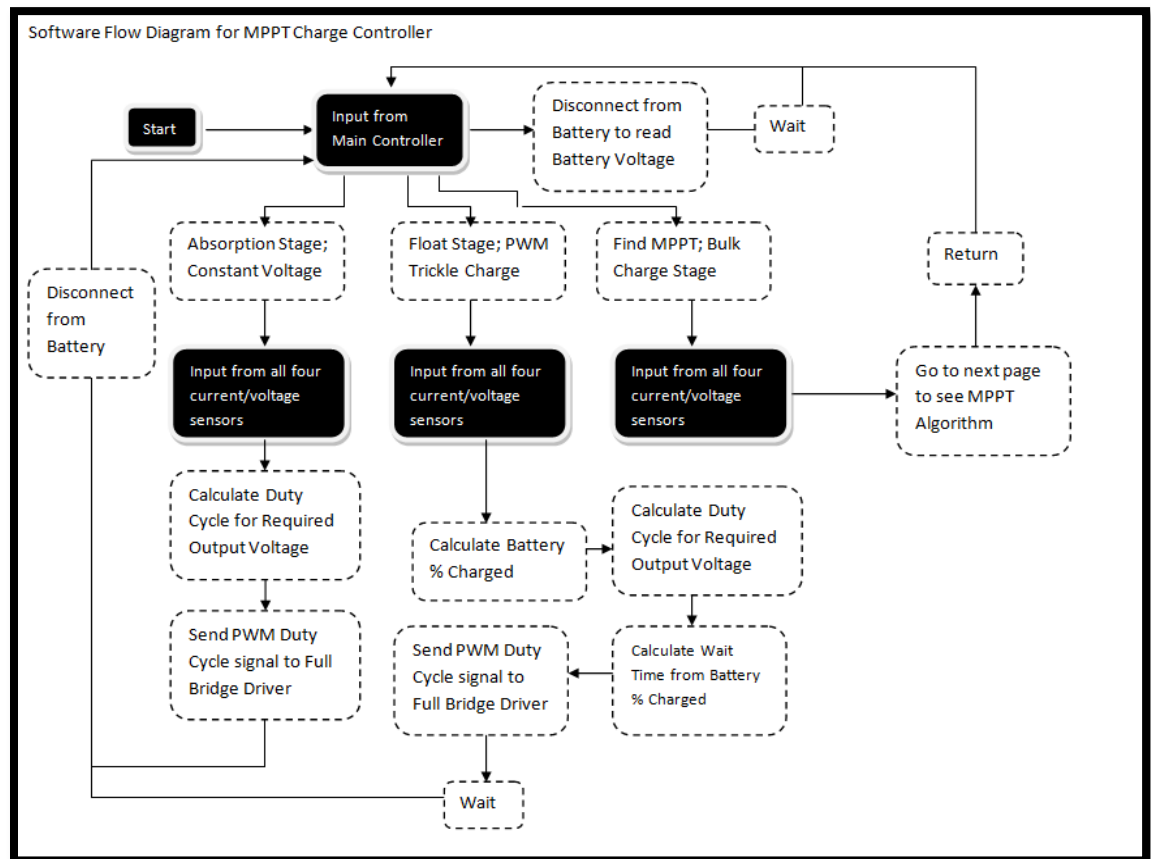 Software Flow Diagram for MPPT Charge Controller
Start
Input from
Main Controller
Disconnect from
Battery to read
Battery Voltage
Wait
Absorption Stage;
Constant Voltage
Float Stage; PWM
Trickle Charge
Find MPPT; Bulk
Charge Stage
Return
Disconnect
from
Battery
Input from all four
current/voltage
sensors
Input from all four
current/voltage
sensors
Input from all four
current/voltage
sensors
Go to next page
to see MPPT
Algorithm
Calculate Duty
Cycle for Required
Output Voltage
Calculate Battery
% Charged
Calculate Duty
Cycle for Required
Output Voltage
Send PWM Duty
Cycle signal to Full
Bridge Driver
Send PWM Duty
Cycle signal to
Full Bridge Driver
Calculate Wait
Time from Battery
% Charged
Wait